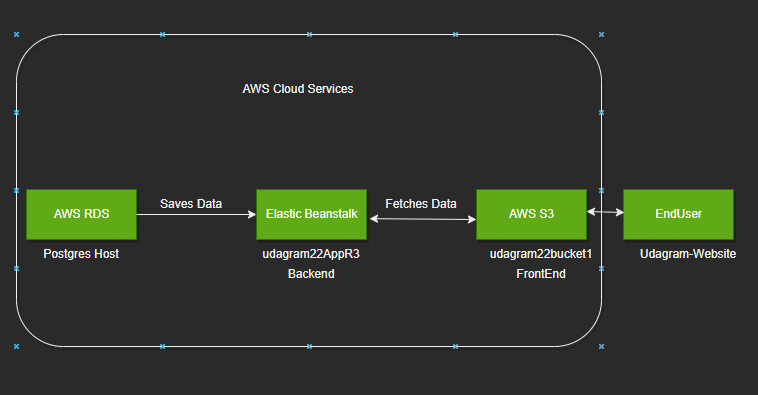 AWS Cloud Services
Saves Data
Fetches Data
AWS RDS
Elastic Beanstalk
AWS S3
EndUser
Postgres Host
udagram22AppR3
Backend
udagram22bucket1
FrontEnd
Udagram-Website